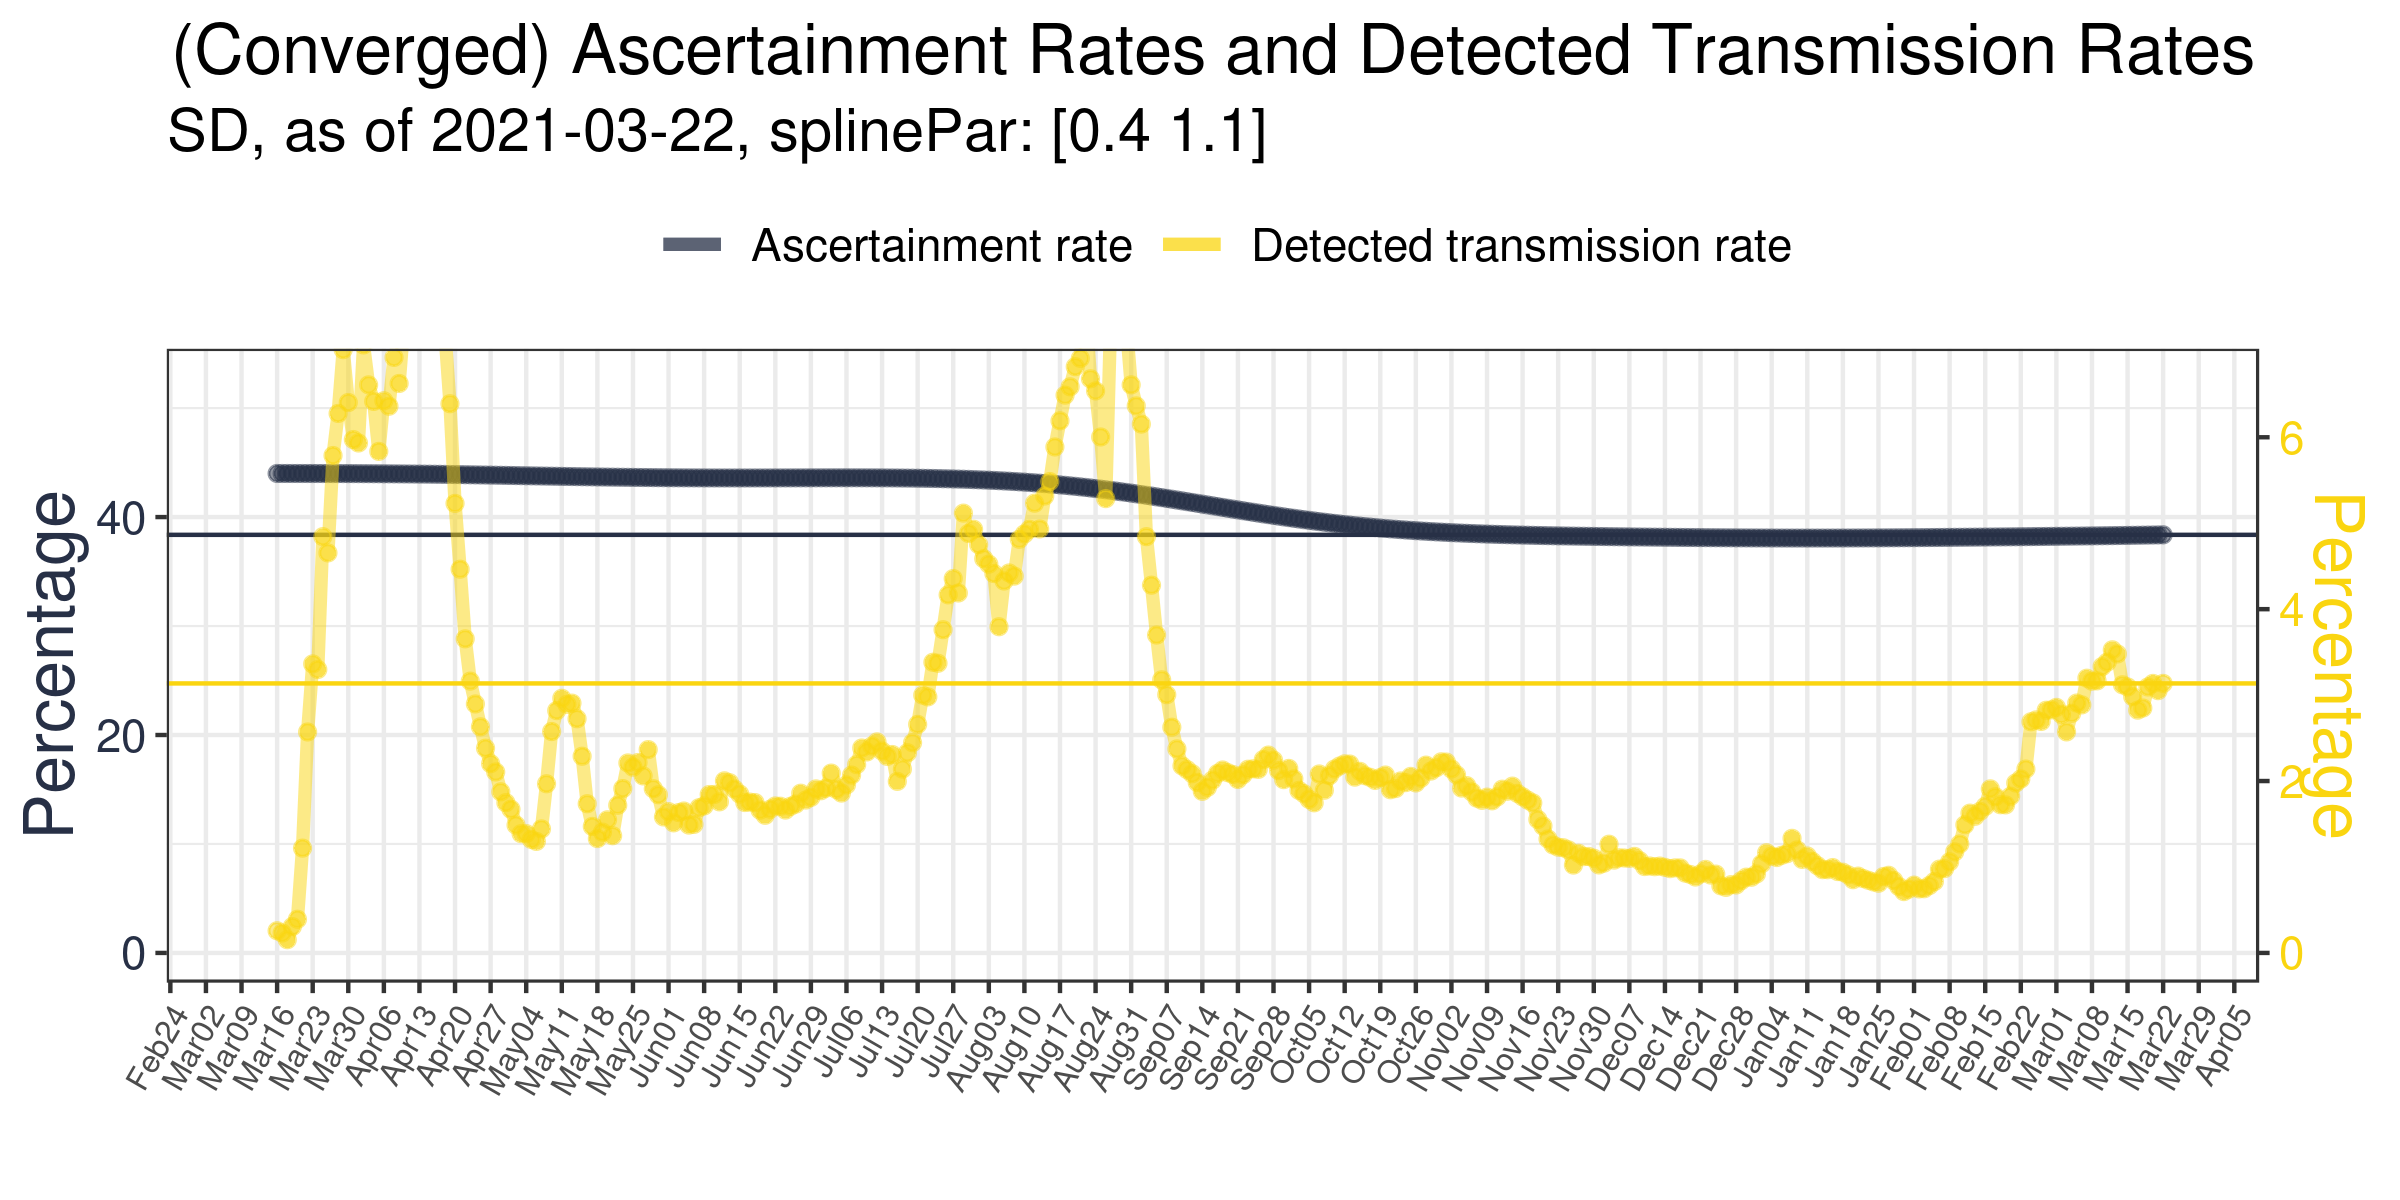 (Converged) Ascertainment Rates and Detected Transmission Rates
SD, as of 2021-03-22, splinePar: [0.4 1.1]
Ascertainment rate Detected transmission rate
Percentage
40
20
0
6
4
2
0
Percentage
Feb24 Mar02 Mar09 Mar16 Mar23 Mar30 Apr06 Apr13 Apr20 Apr27 May04 May11 May18 May25 Jun01 Jun08 Jun15 Jun22 Jun29 Jul06 Jul13 Jul20 Jul27 Aug03 Aug10 Aug17 Aug24 Aug31 Sep07 Sep14 Sep21 Sep28 Oct05 Oct12 Oct19 Oct26 Nov02 Nov09 Nov16 Nov23 Nov30 Dec07 Dec14 Dec21 Dec28 Jan04 Jan11 Jan18 Jan25 Feb01 Feb08 Feb15 Feb22 Mar01 Mar08 Mar15 Mar22 Mar29 Apr05